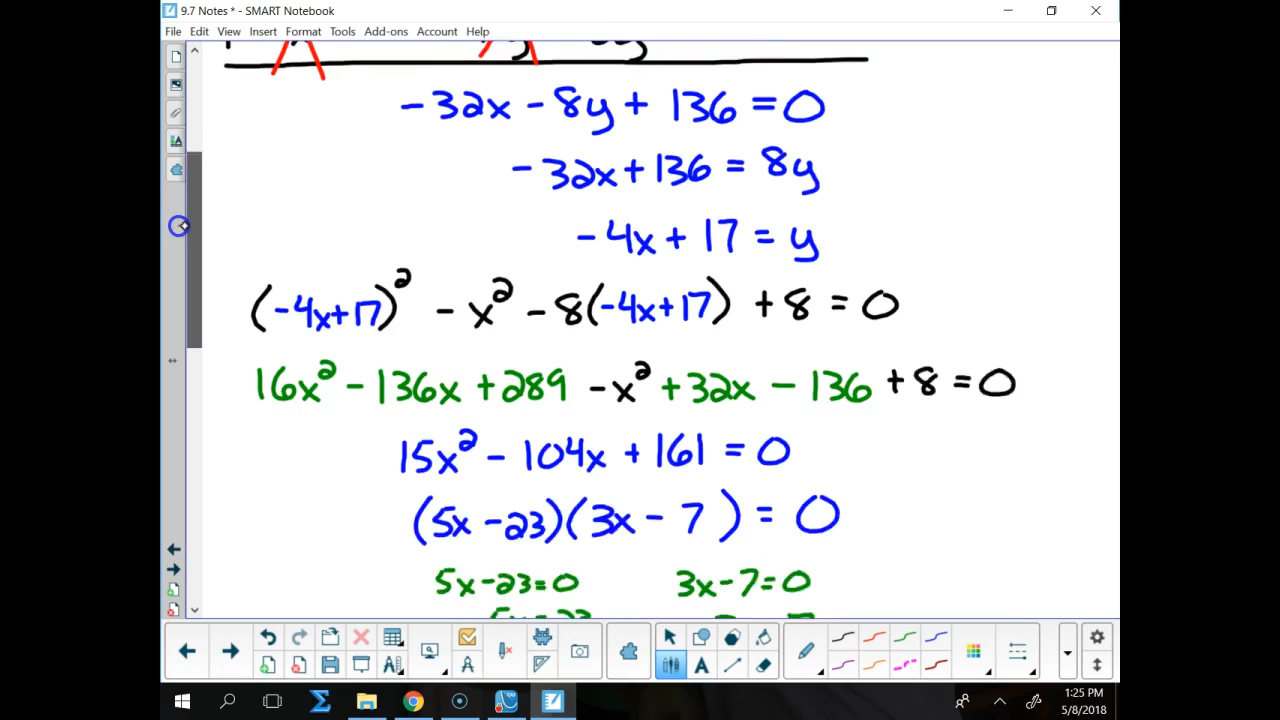 9.7 Notes * - SMART Notebook
File Edit View Insert Format Tools Add-ons Account Help
-32x - 8y + 136 = 0
-32x + 136 = 8y
-4x + 17 = y
(-4x+17)² - x² - 8(-4x+17) + 8 = 0
16x² - 136x + 289 - x² + 32x - 136 + 8 = 0
15x² - 104x + 161 = 0
(5x - 23)(3x - 7) = 0
5x - 23 = 0 3x - 7 = 0
1:25 PM
5/8/2018